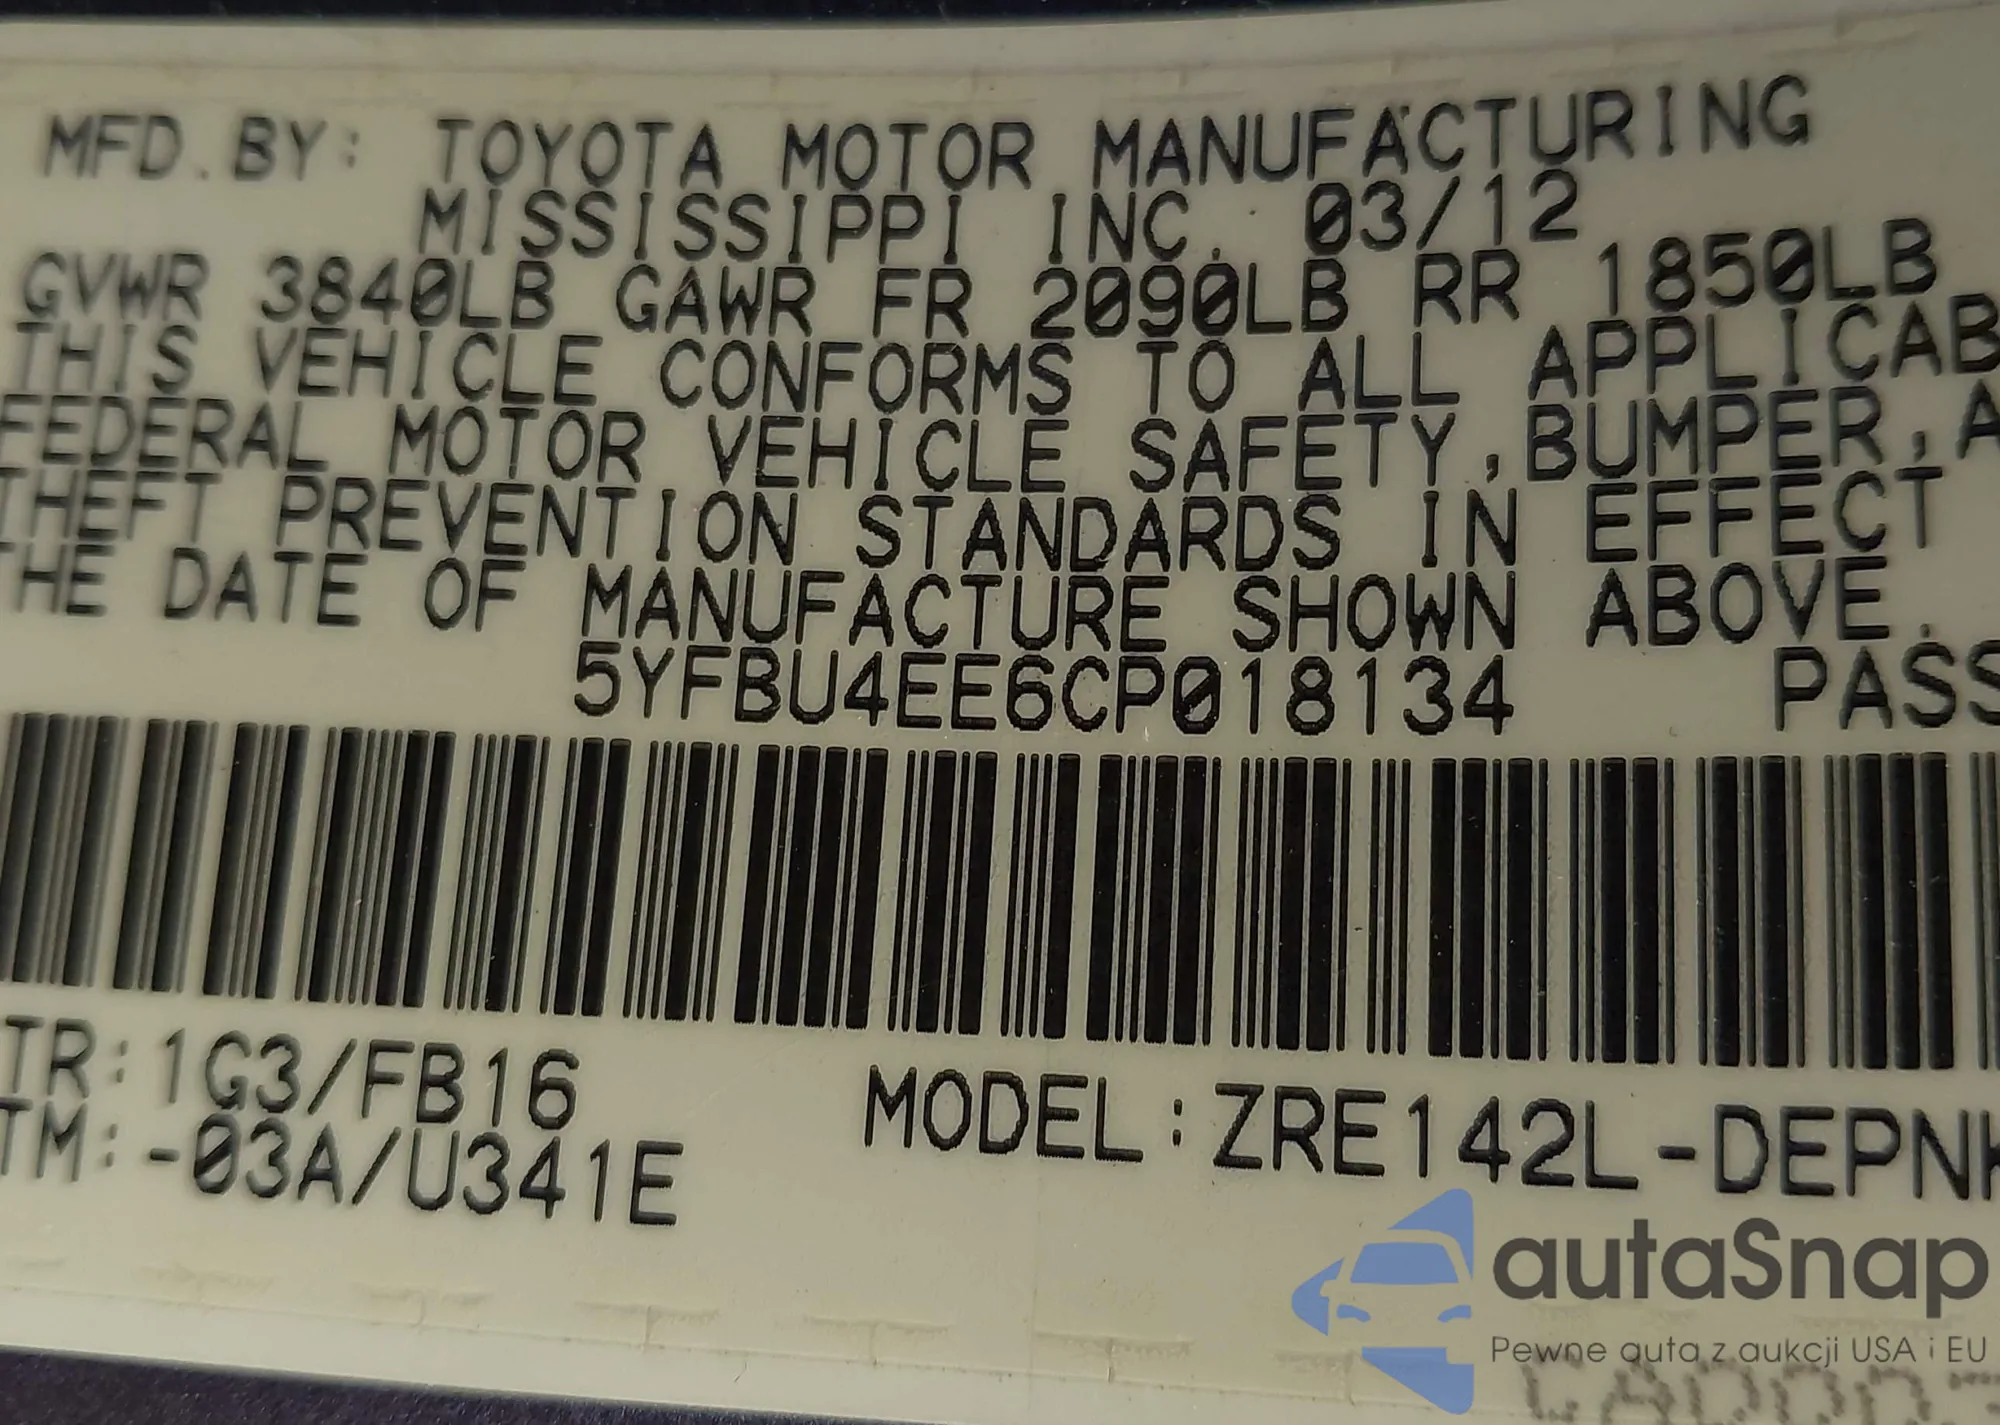 MFD.BY: TOYOTA MOTOR MANUFACTURING
MISSISSIPPI INC. 03/12
GVWR 3840LB GAWR FR 2090LB RR 1850LB
THIS VEHICLE CONFORMS TO ALL APPLICAB
FEDERAL MOTOR VEHICLE SAFETY,BUMPER,A
THEFT PREVENTION STANDARDS IN EFFECT
THE DATE OF MANUFACTURE SHOWN ABOVE.
5YFBU4EE6CP018134 PASS
TR:1G3/FB16
TM:-03A/U341E
MODEL:ZRE142L-DEPNK
autaSnap
Pewne auta z aukcji USA i EU